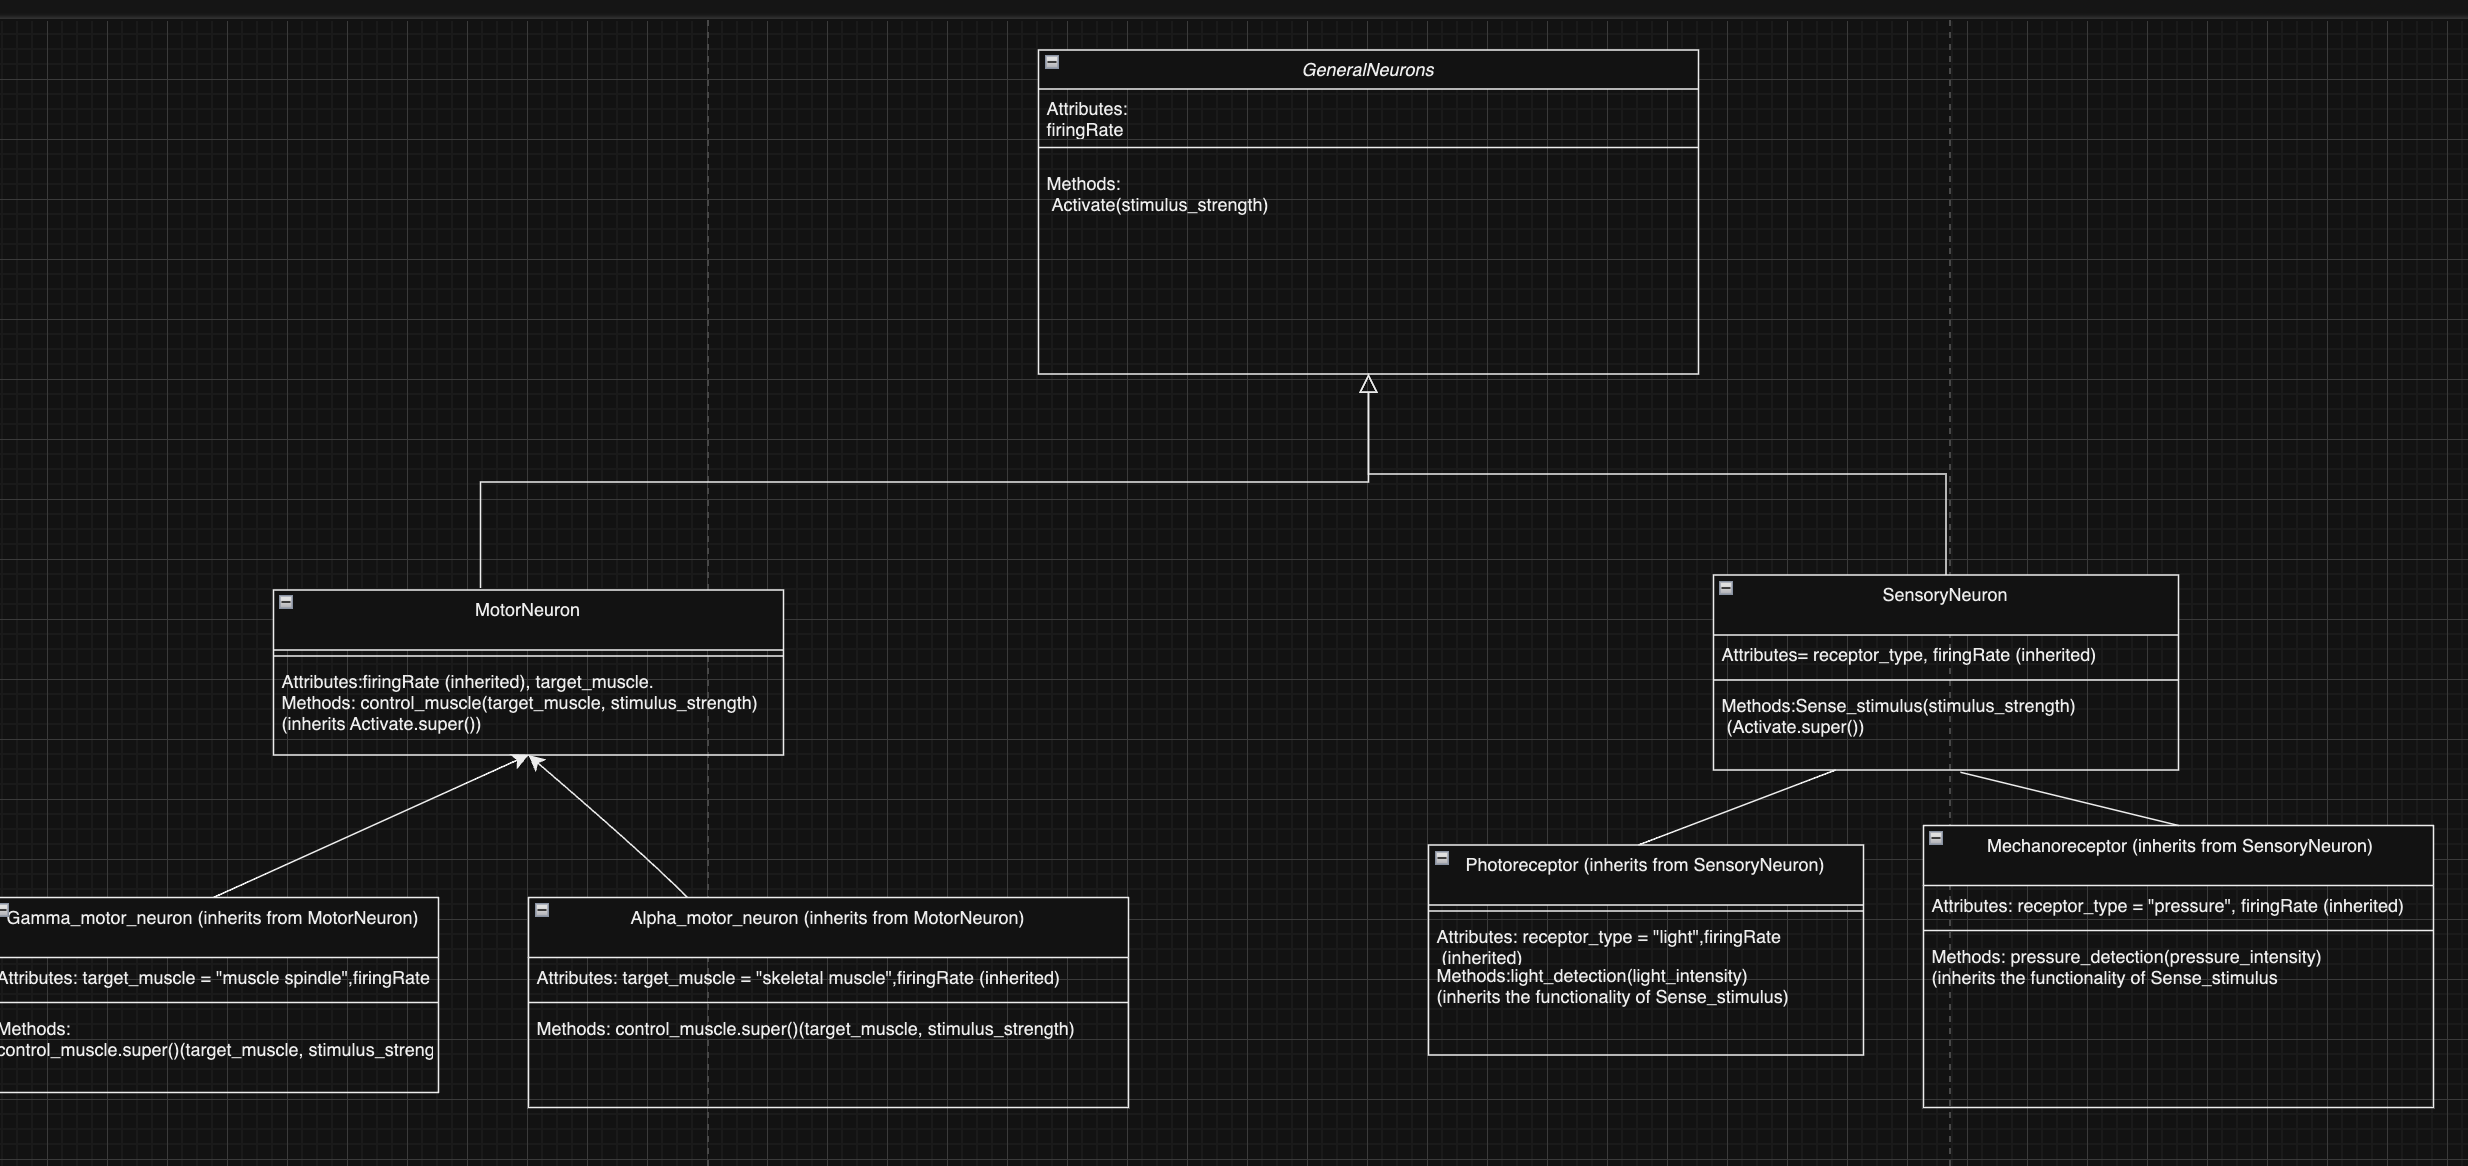 GeneralNeurons
Attributes:
firingRate
Methods:
Activate(stimulus_strength)
MotorNeuron
Attributes:firingRate (inherited), target_muscle.
Methods: control_muscle(target_muscle, stimulus_strength)
(inherits Activate.super())
SensoryNeuron
Attributes= receptor_type, firingRate (inherited)
Methods:Sense_stimulus(stimulus_strength)
(Activate.super())
Gamma_motor_neuron (inherits from MotorNeuron)
Attributes: target_muscle = "muscle spindle",firingRate
Methods:
control_muscle.super()(target_muscle, stimulus_streng
Alpha_motor_neuron (inherits from MotorNeuron)
Attributes: target_muscle = "skeletal muscle",firingRate (inherited)
Methods: control_muscle.super()(target_muscle, stimulus_strength)
Photoreceptor (inherits from SensoryNeuron)
Attributes: receptor_type = "light",firingRate
(inherited)
Methods:light_detection(light_intensity)
(inherits the functionality of Sense_stimulus)
Mechanoreceptor (inherits from SensoryNeuron)
Attributes: receptor_type = "pressure", firingRate (inherited)
Methods: pressure_detection(pressure_intensity)
(inherits the functionality of Sense_stimulus